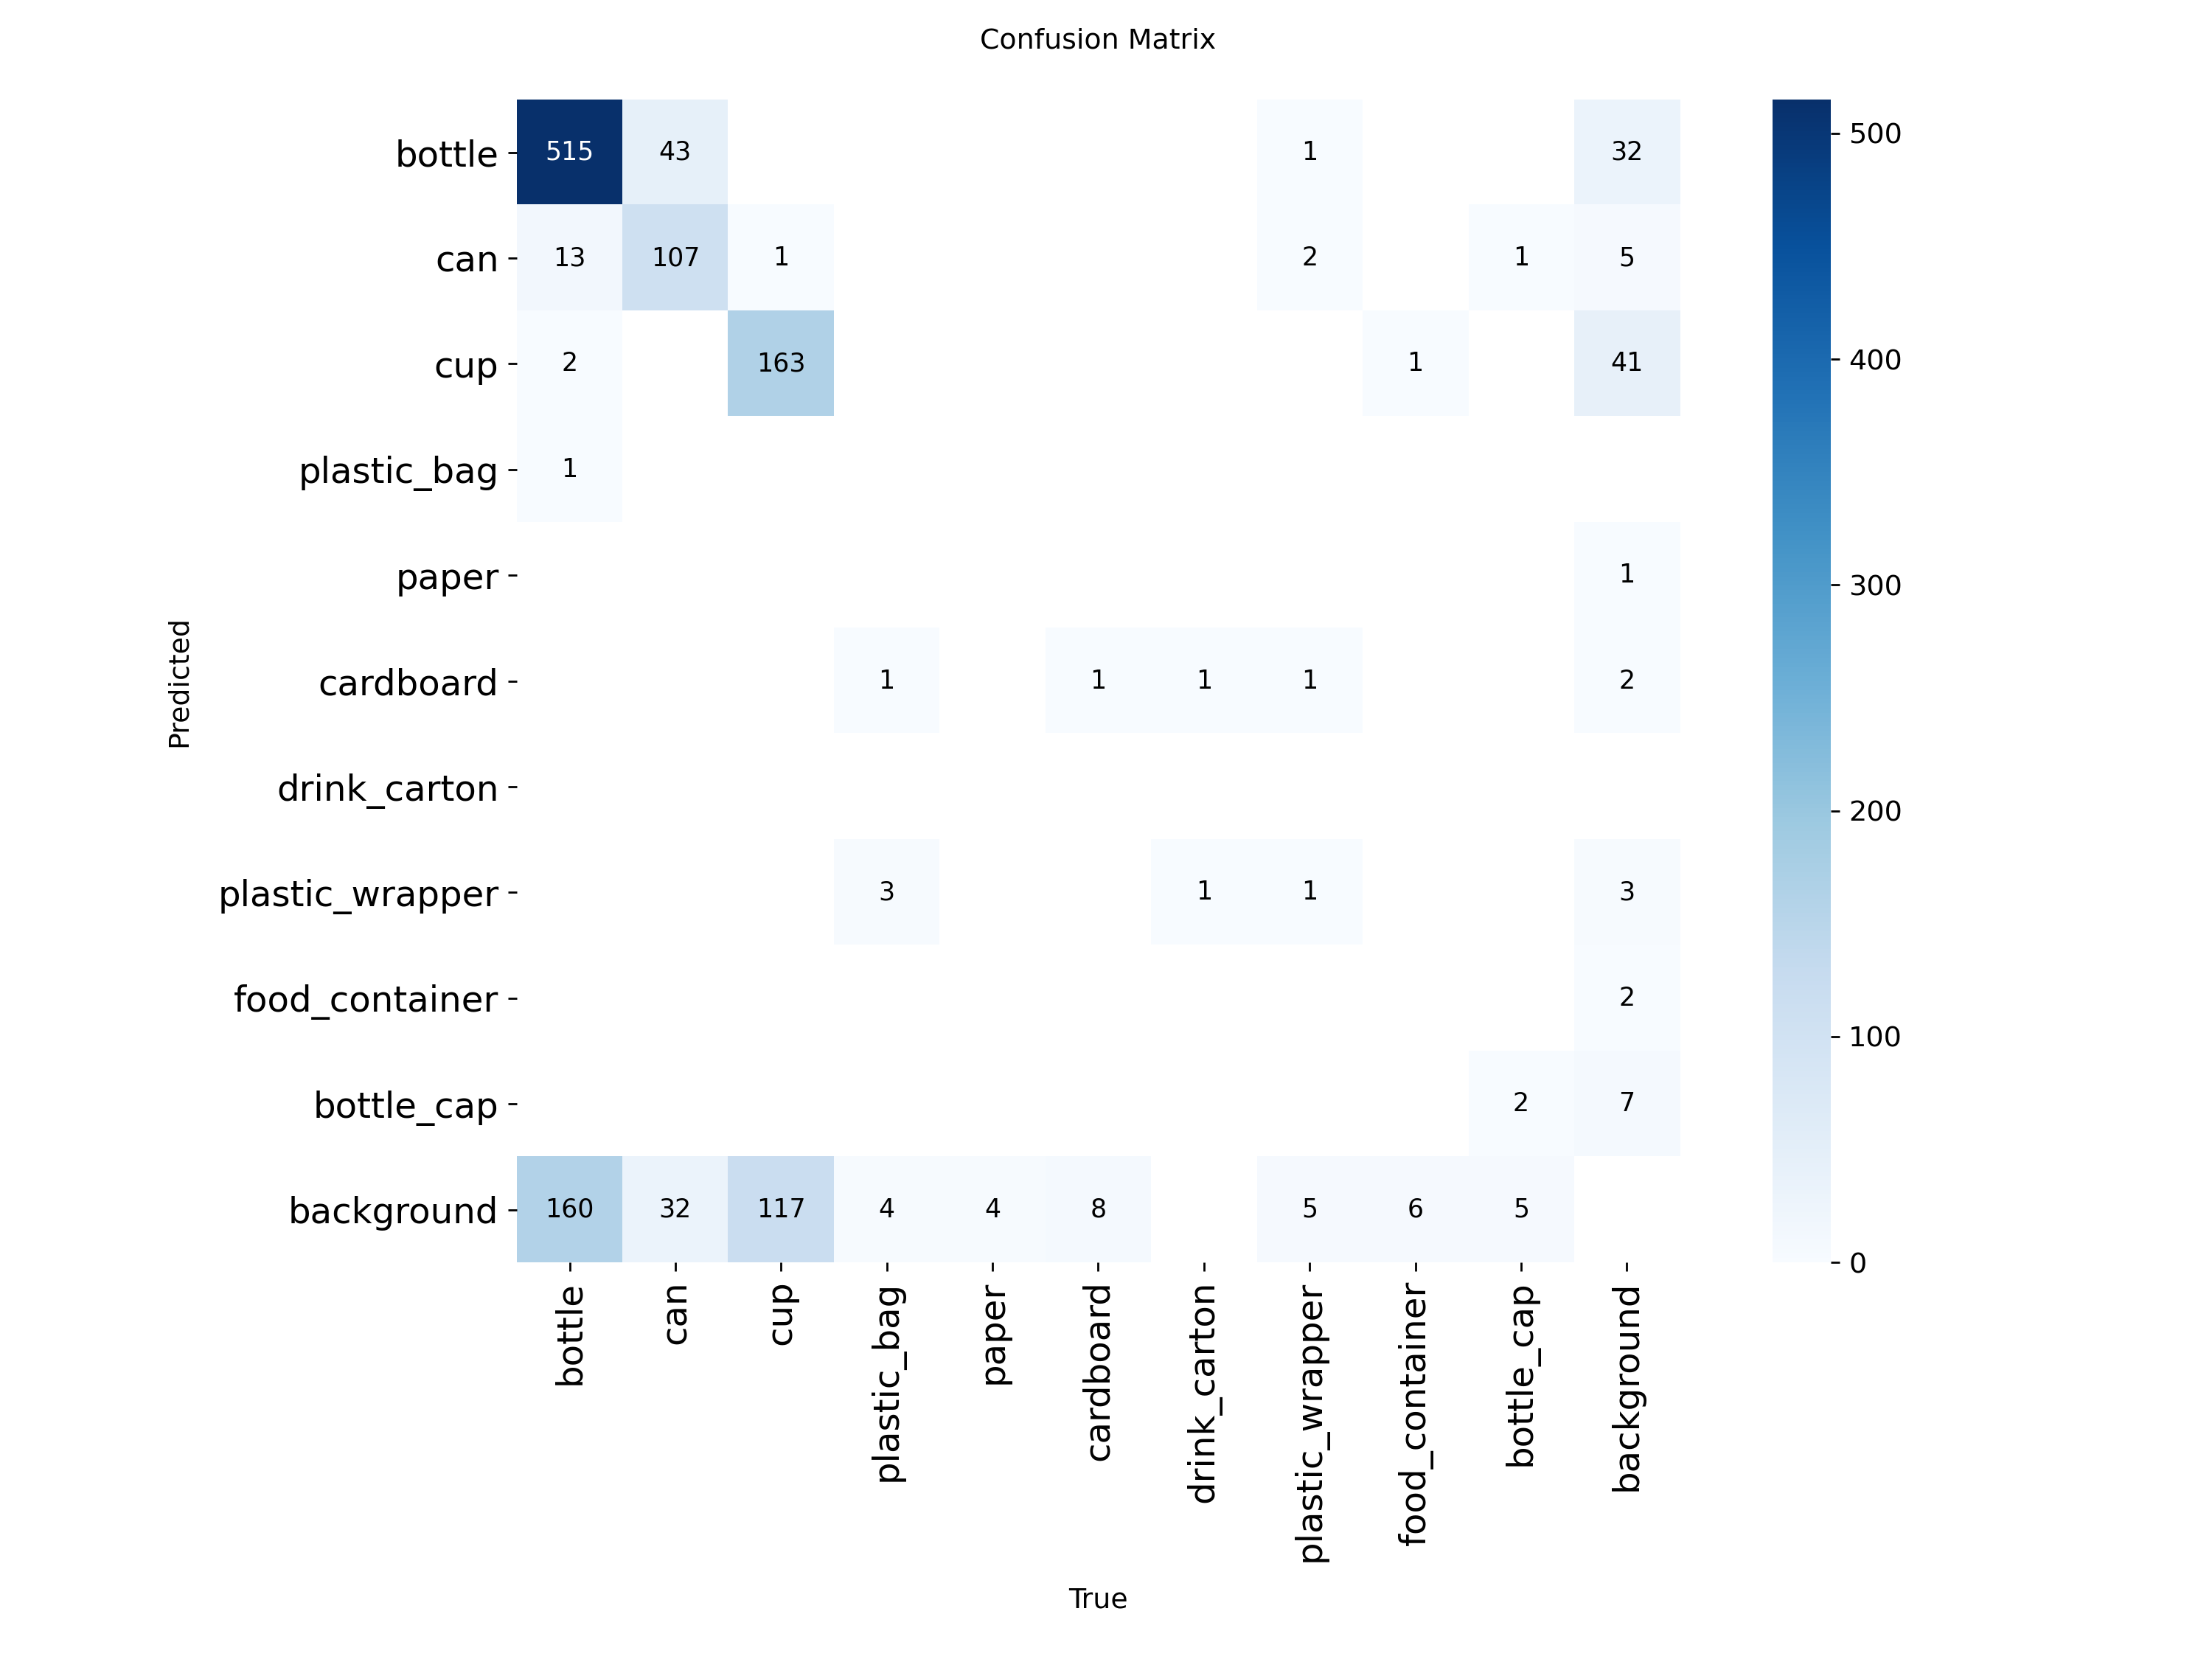 Confusion Matrix
bottle 515 43 1 32
can 13 107 1 2 1 5
cup 2 163 1 41
plastic_bag 1
paper 1
cardboard 1 1 1 1 2
drink_carton
plastic_wrapper 3 1 1 3
food_container 2
bottle_cap 2 7
background 160 32 117 4 4 8 5 6 5
Predicted
bottle
can
cup
plastic_bag
paper
cardboard
drink_carton
plastic_wrapper
food_container
bottle_cap
background
True
500
400
300
200
100
0